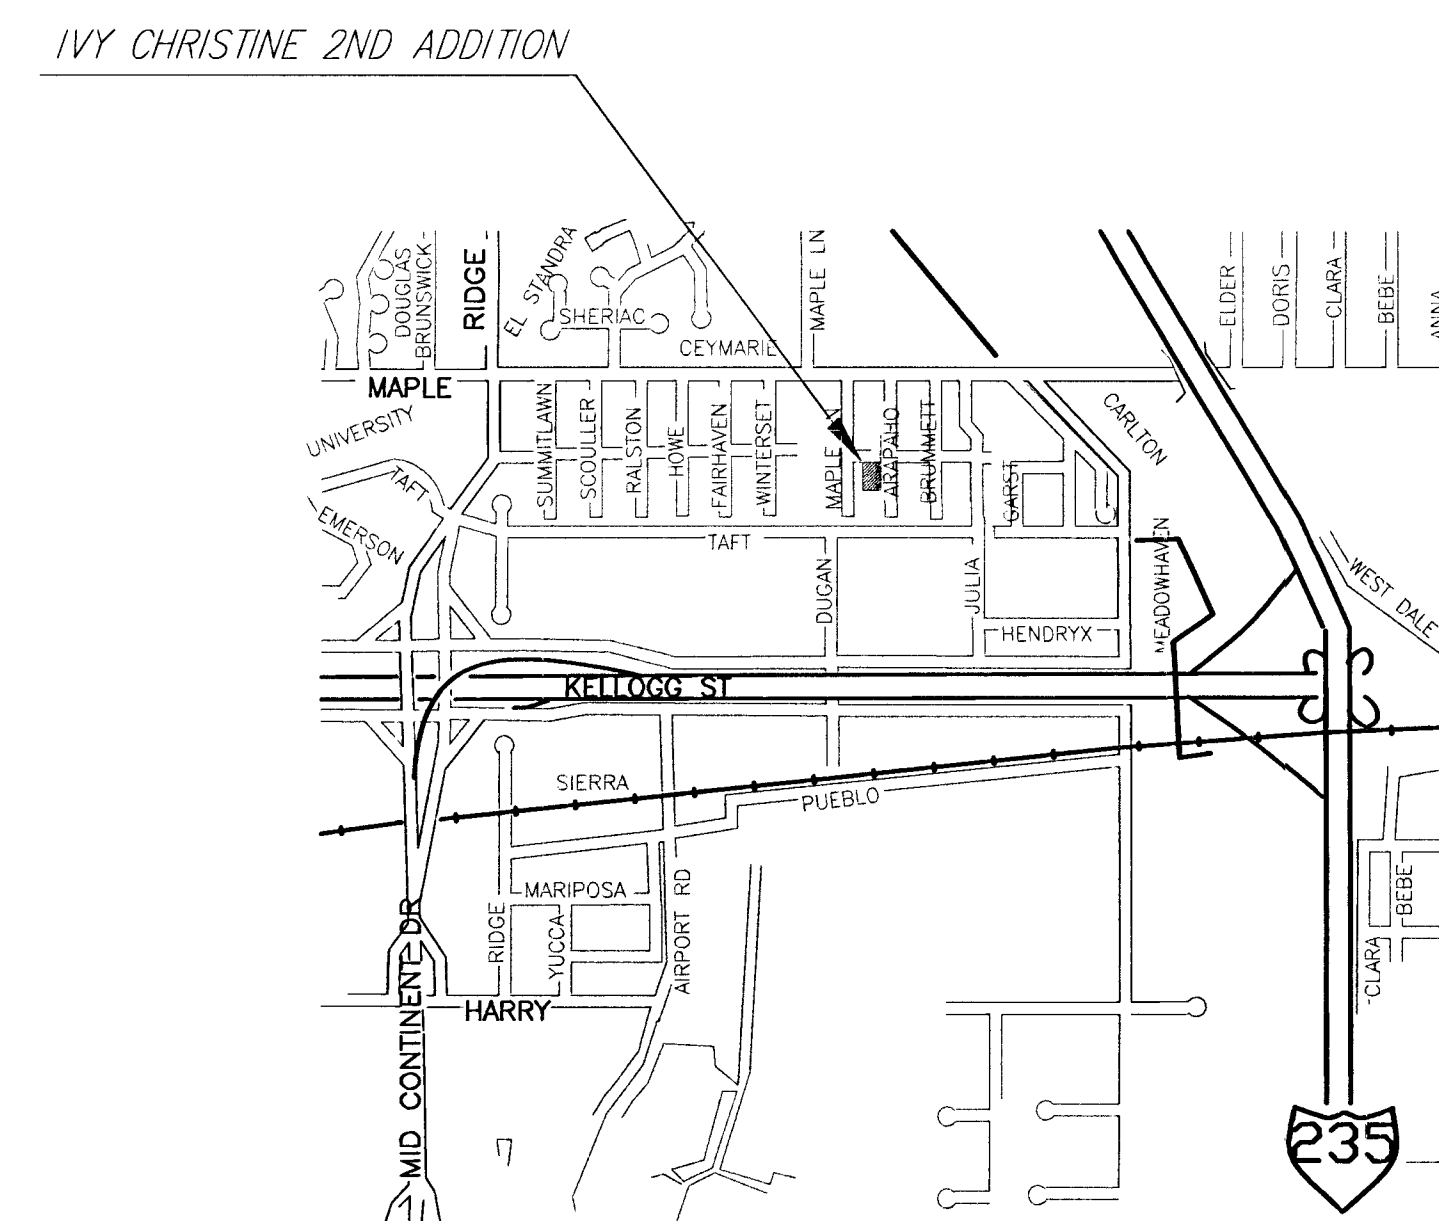 IVY CHRISTINE 2ND ADDITION
DOUGLAS
BRUNSWICK
RIDGE
EL STANDRA
SHERIAC
CEYMARIE
MAPLE LN
ELDER
DORIS
CLARA
BEBE
ANNA
MAPLE
UNIVERSITY
TAFT
EMERSON
SUMMITLAWN
SCOULLER
RALSTON
HOWE
FAIRHAVEN
WINTERSET
MAPLE LN
ARAPAHO
BRUMMETT
GARST
CARLTON
TAFT
DUGAN
JULIA
HENDRYX
MEADOWHAVEN
WEST DALE
KELLOGG ST
SIERRA
PUEBLO
MARIPOSA
RIDGE
YUCCA
AIRPORT RD
BEBE
CLARA
HARRY
MID CONTINENT DR
235